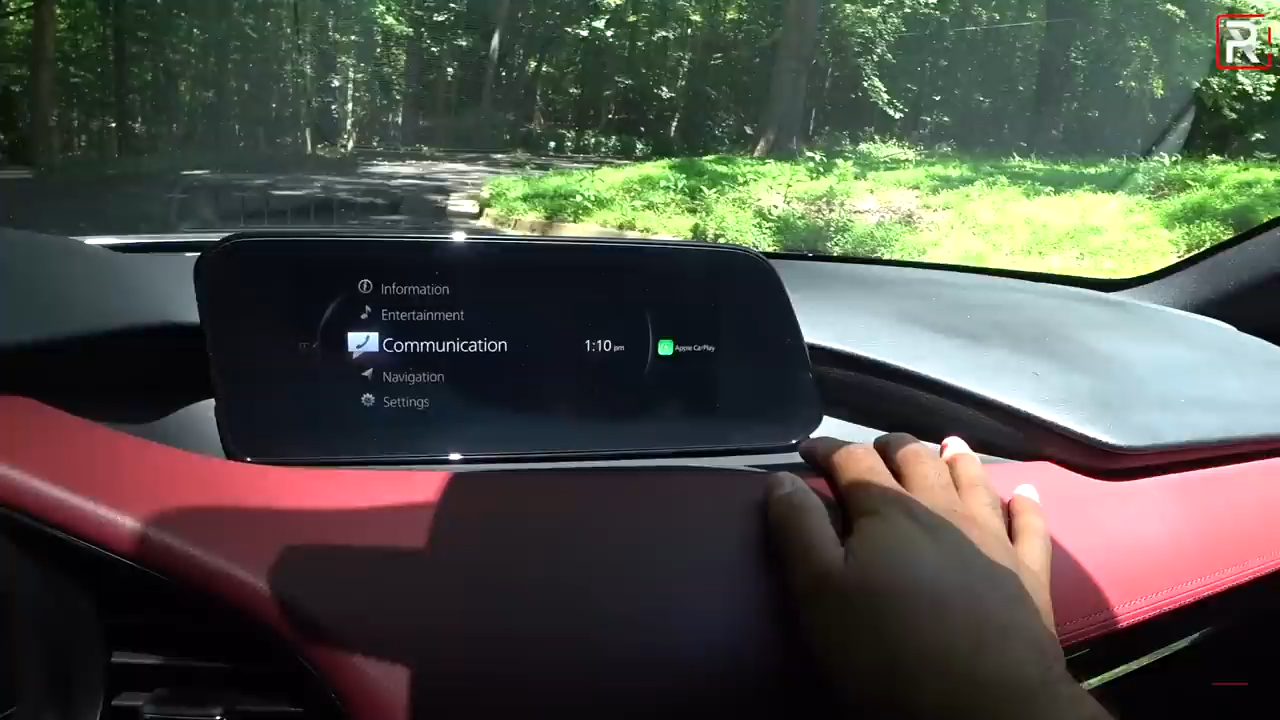 Information
Entertainment
Communication
1:10 pm
Apple CarPlay
Navigation
Settings
R